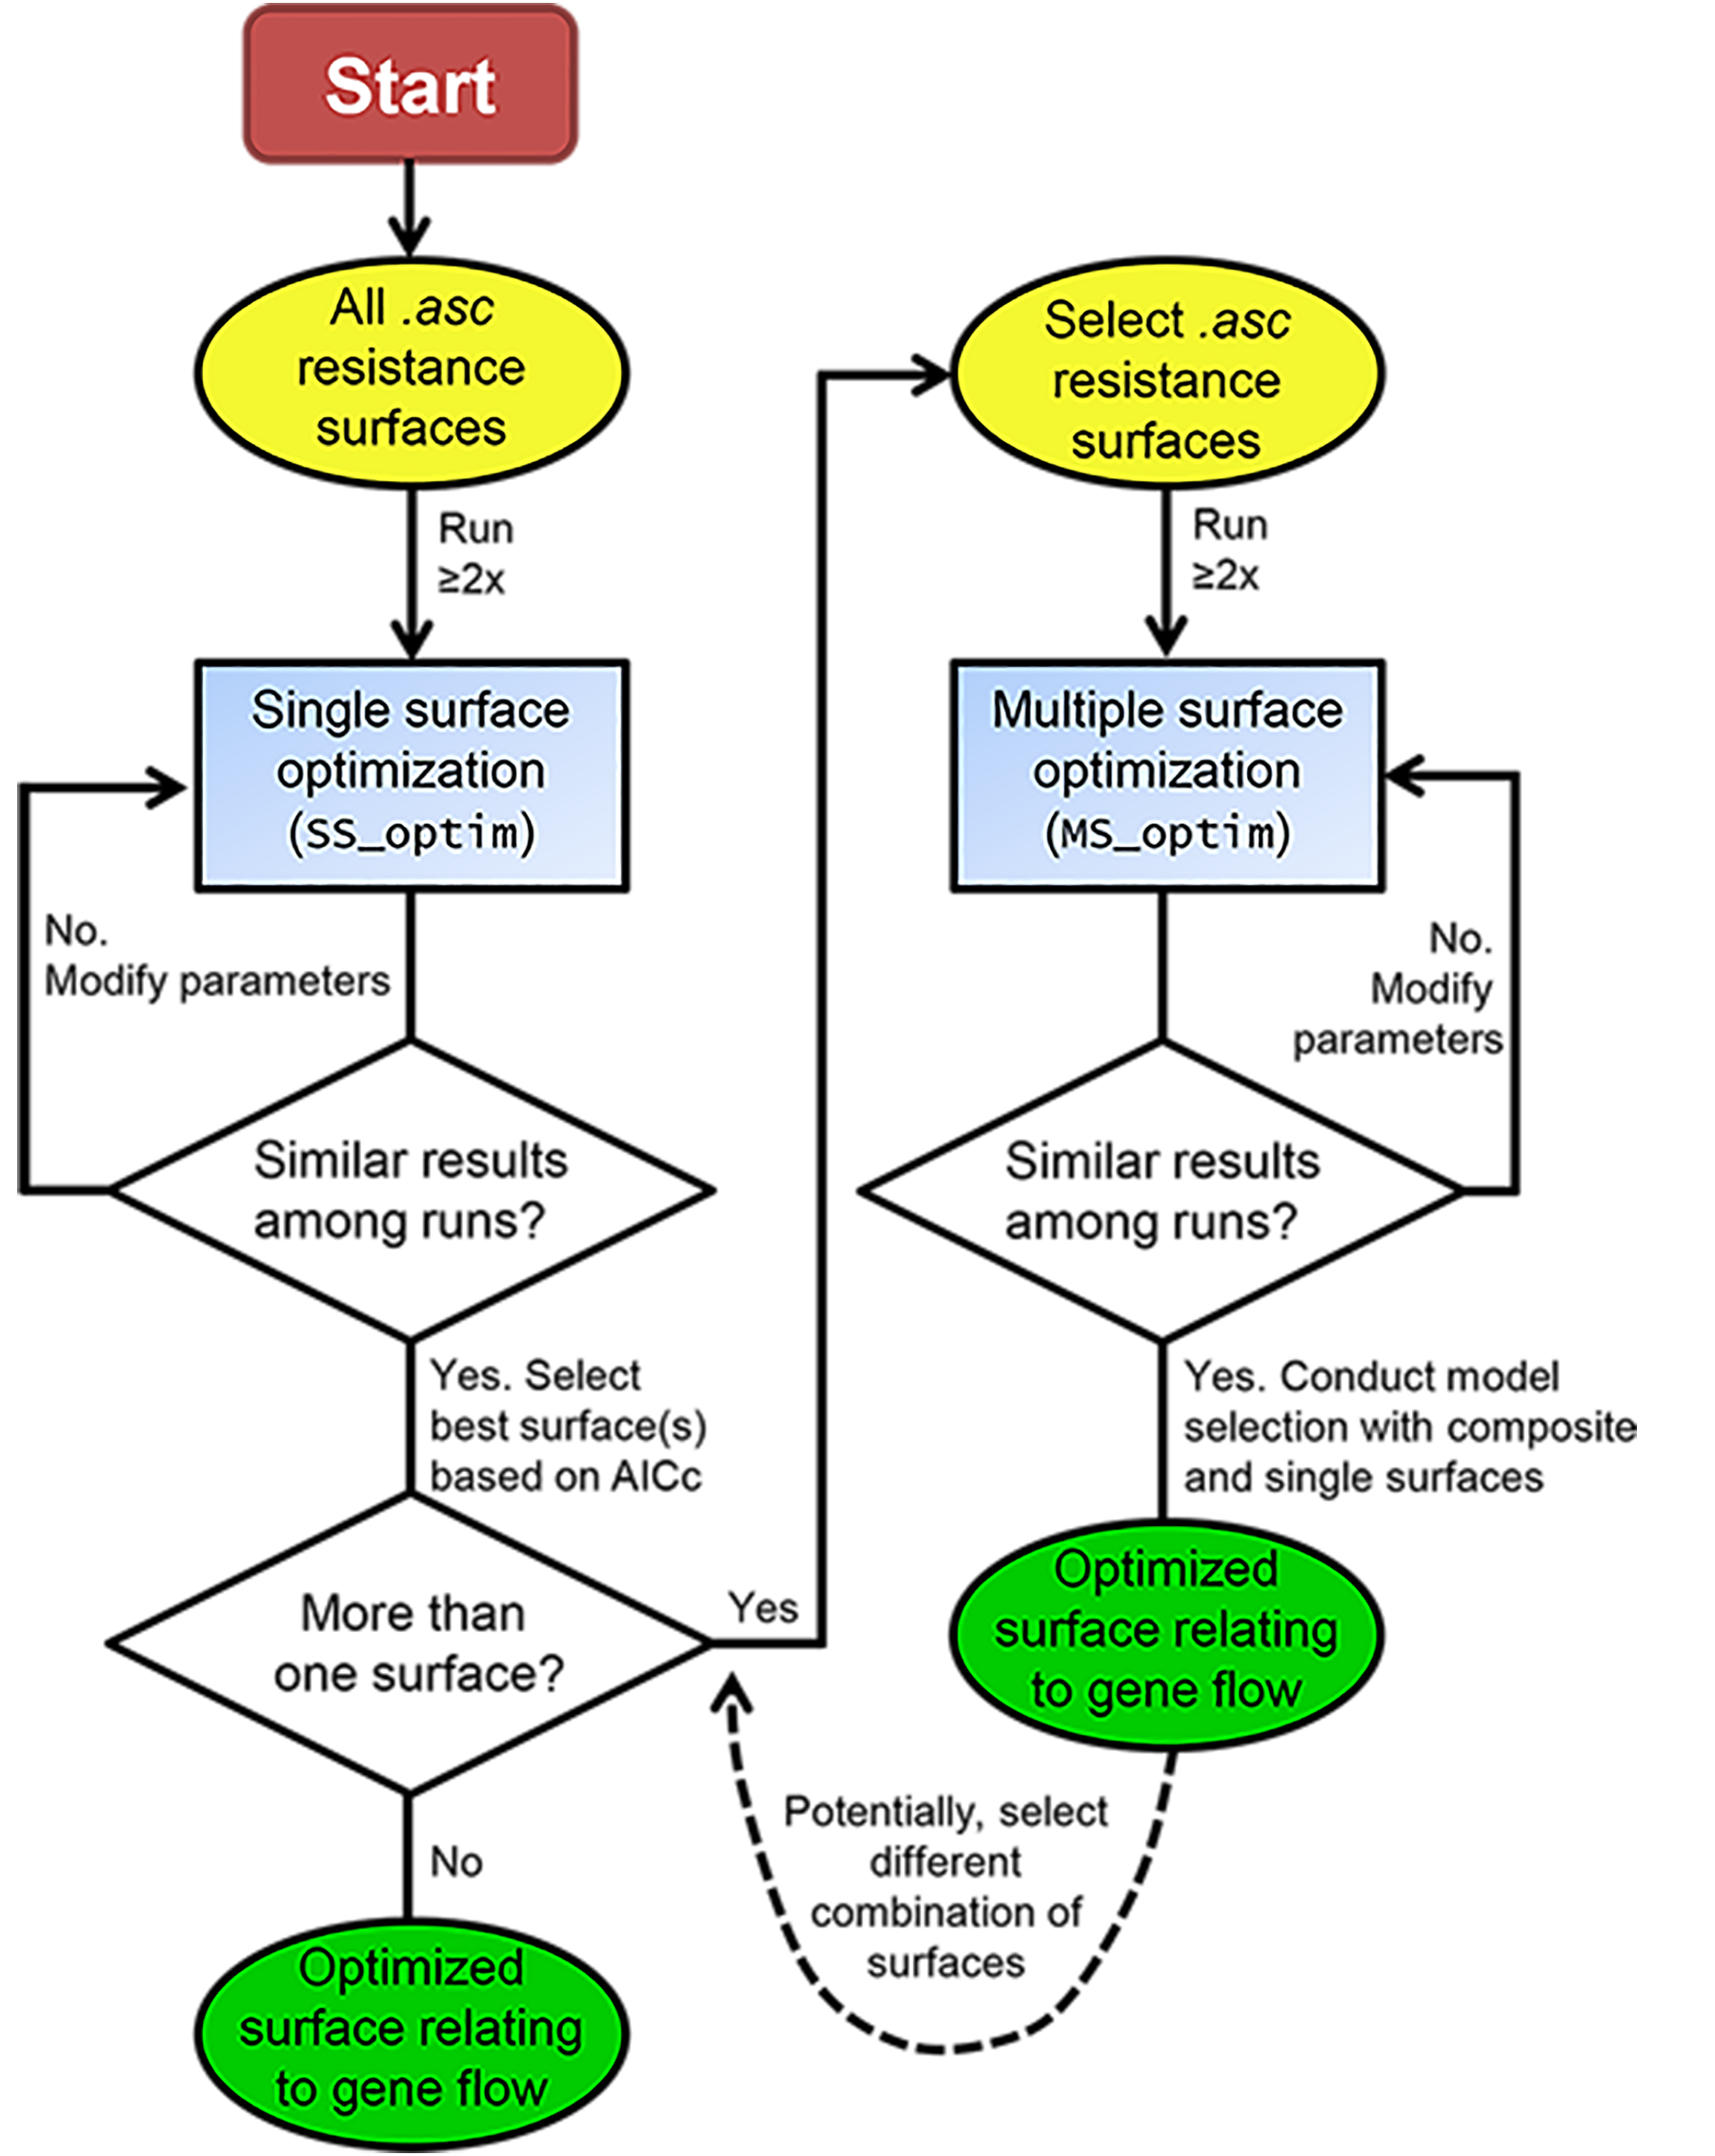 Start
All .asc
resistance
surfaces
Run
≥2x
Single surface
optimization
(SS_optim)
No.
Modify parameters
Similar results
among runs?
Yes. Select
best surface(s)
based on AICc
More than
one surface?
Yes
No
Optimized
surface relating
to gene flow
Select .asc
resistance
surfaces
Run
≥2x
Multiple surface
optimization
(MS_optim)
No.
Modify
parameters
Similar results
among runs?
Yes. Conduct model
selection with composite
and single surfaces
Optimized
surface relating
to gene flow
Potentially, select
different
combination of
surfaces